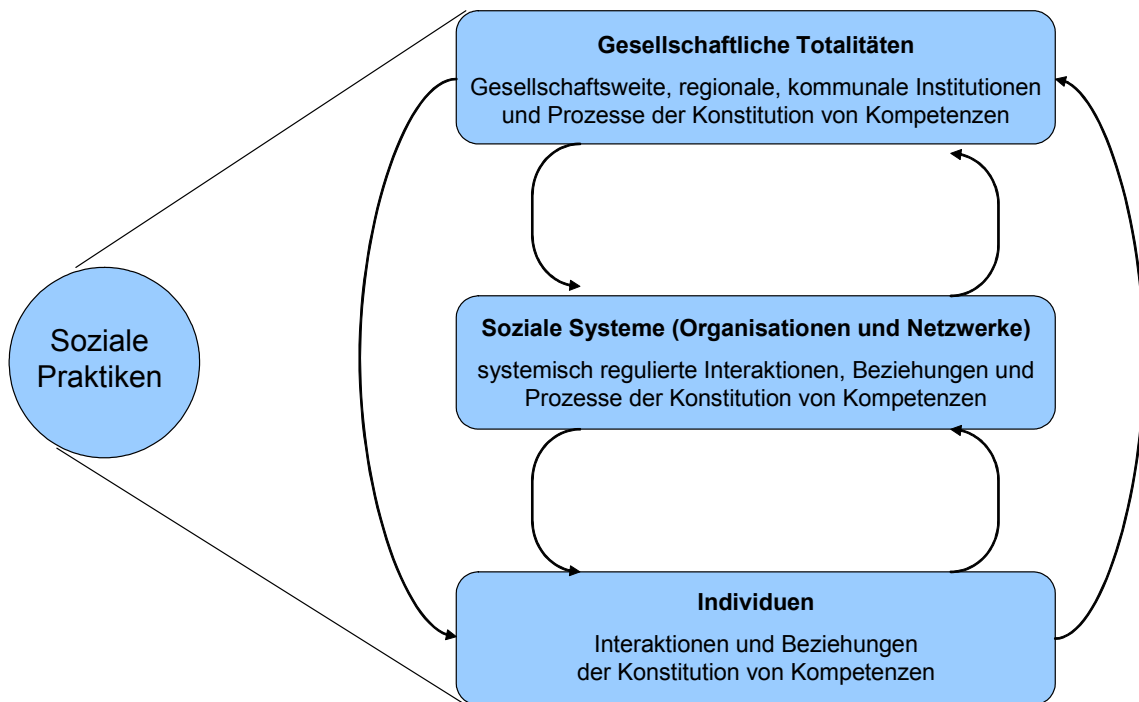 Gesellschaftliche Totalitäten
Gesellschaftsweite, regionale, kommunale Institutionen
und Prozesse der Konstitution von Kompetenzen
Soziale
Praktiken
Soziale Systeme (Organisationen und Netzwerke)
systemisch regulierte Interaktionen, Beziehungen und
Prozesse der Konstitution von Kompetenzen
Individuen
Interaktionen und Beziehungen
der Konstitution von Kompetenzen